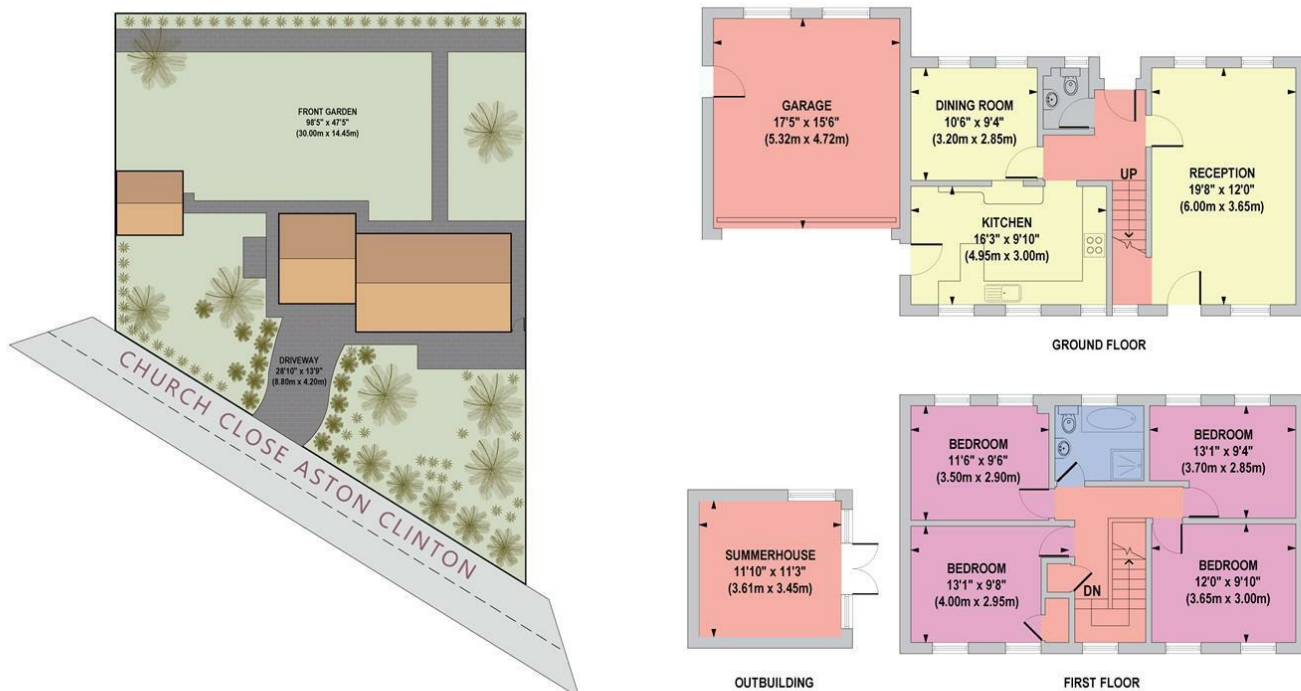 FRONT GARDEN
98'5" x 47'5"
(30.00m x 14.45m)
DRIVEWAY
28'10" x 13'9"
(8.80m x 4.20m)
CHURCH CLOSE ASTON CLINTON
GARAGE
17'5" x 15'6"
(5.32m x 4.72m)
DINING ROOM
10'6" x 9'4"
(3.20m x 2.85m)
KITCHEN
16'3" x 9'10"
(4.95m x 3.00m)
UP
RECEPTION
19'8" x 12'0"
(6.00m x 3.65m)
GROUND FLOOR
SUMMERHOUSE
11'10" x 11'3"
(3.61m x 3.45m)
OUTBUILDING
BEDROOM
11'6" x 9'6"
(3.50m x 2.90m)
BEDROOM
13'1" x 9'4"
(3.70m x 2.85m)
BEDROOM
13'1" x 9'8"
(4.00m x 2.95m)
DN
BEDROOM
12'0" x 9'10"
(3.65m x 3.00m)
FIRST FLOOR